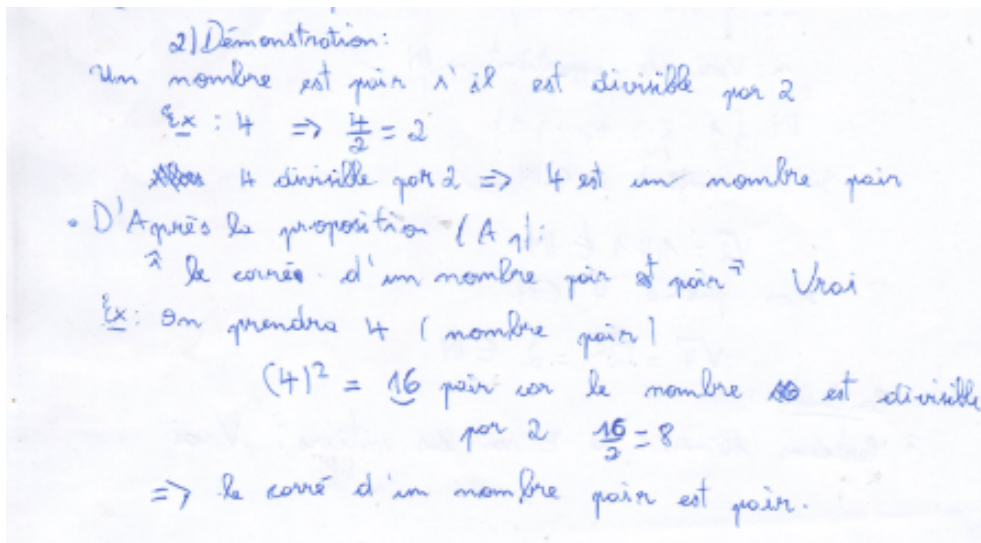 2) Démonstration:
Un nombre est pair s'il est divisible par 2
Ex : 4 => 4/2 = 2
4 divisible par 2 => 4 est un nombre pair
• D'Après la proposition (A1):
" le carrée d'un nombre pair est pair" Vrai
Ex: On prendra 4 ( nombre pair )
(4)² = 16 pair car le nombre est divisible
par 2 16/2 = 8
=> le carré d'un nombre pair est pair.